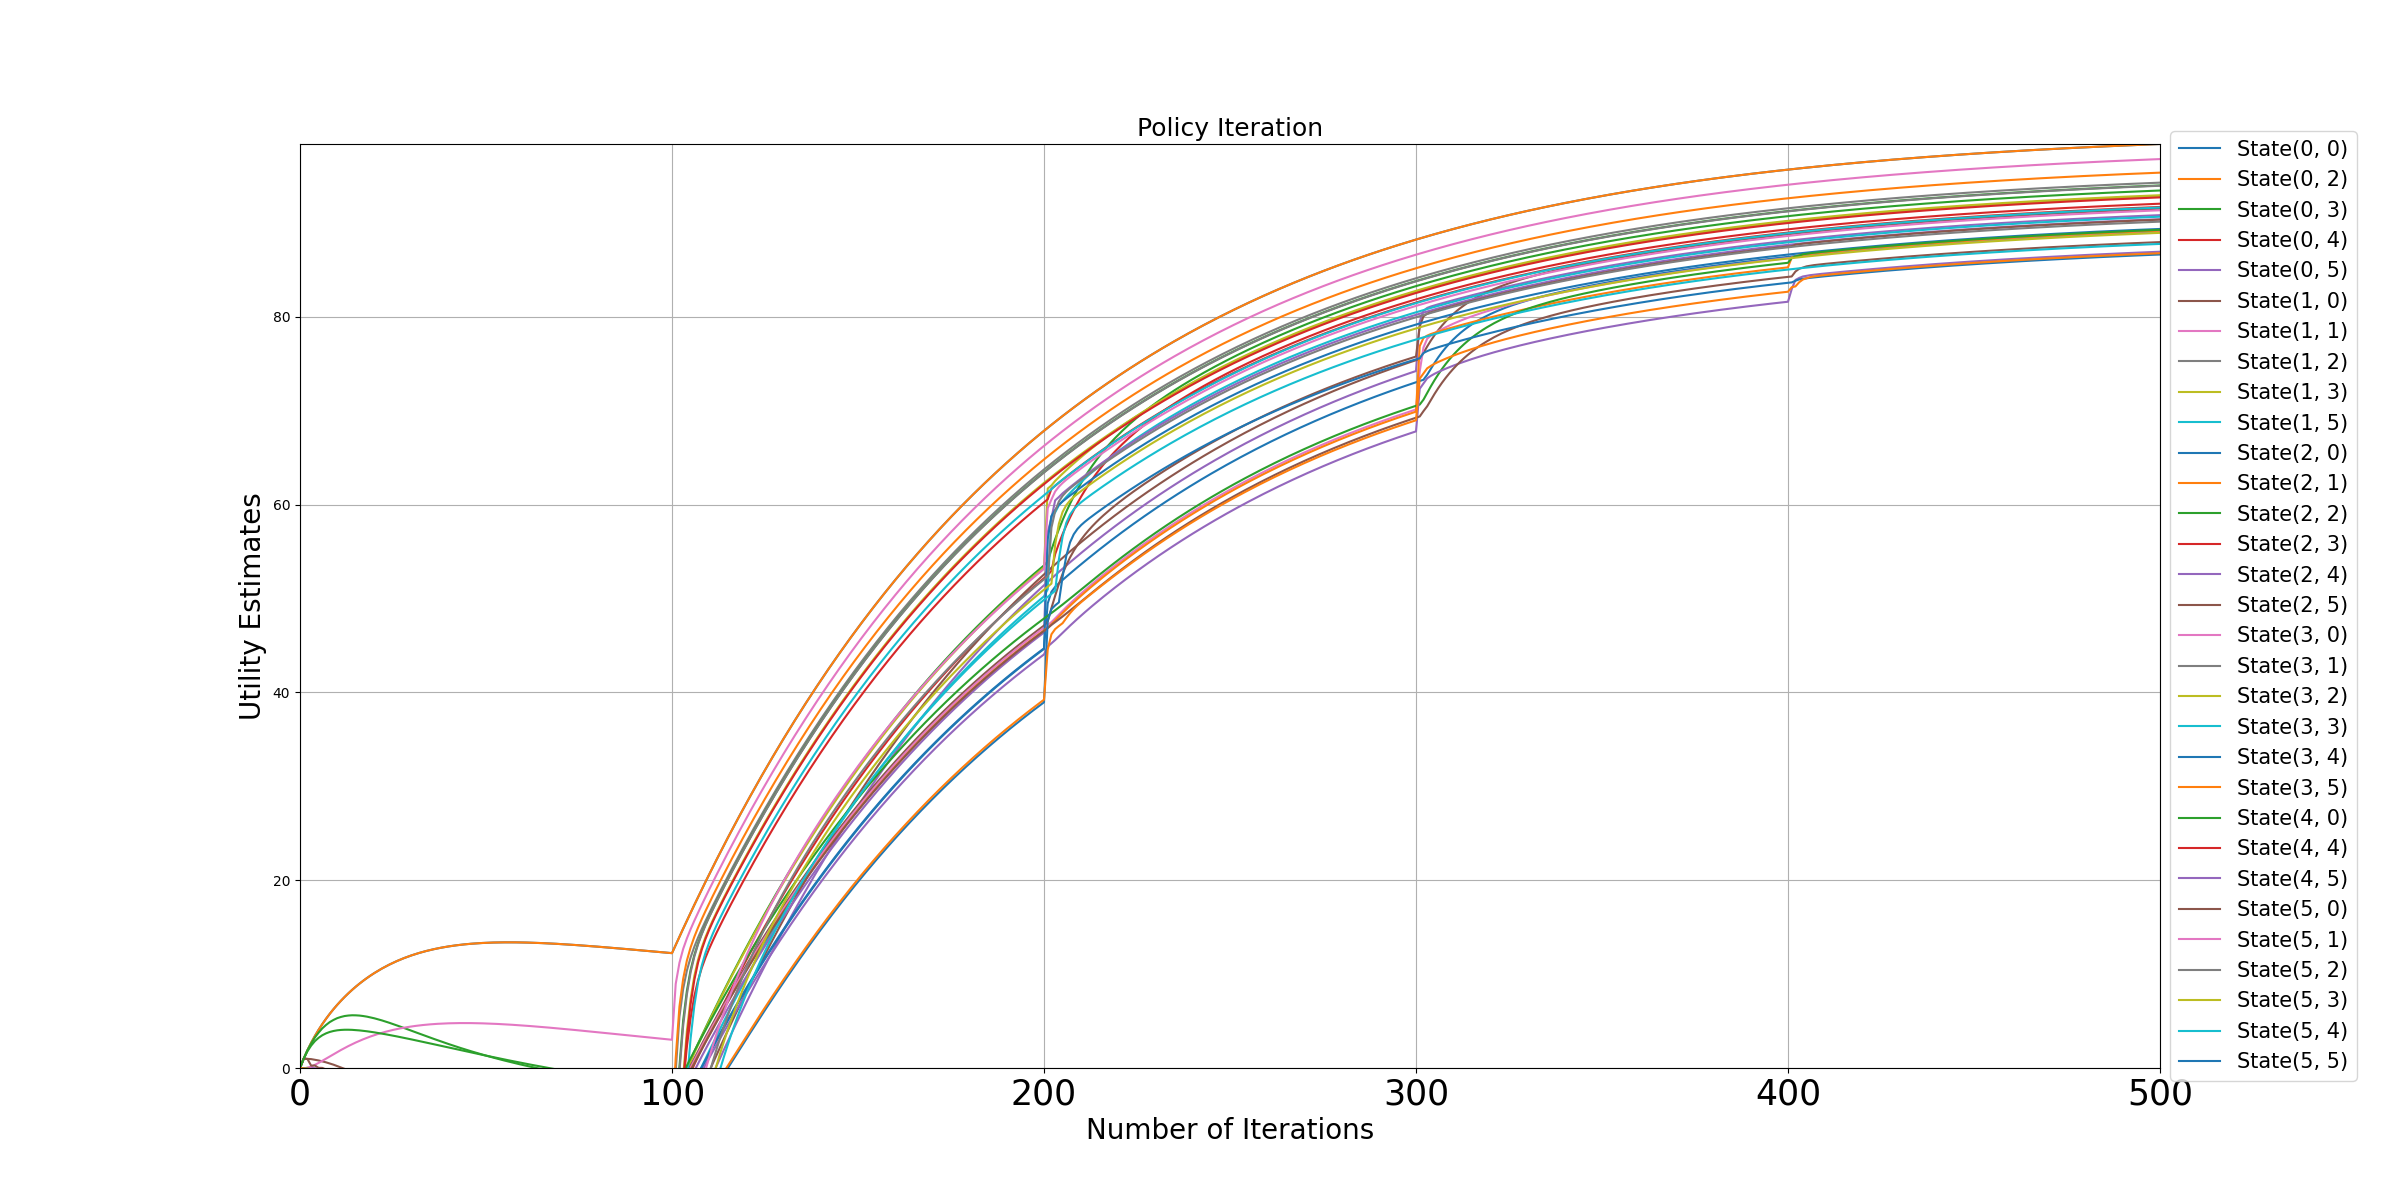 Policy Iteration
Utility Estimates
80
60
40
20
0
0 100 200 300 400 500
Number of Iterations
State(0, 0)
State(0, 2)
State(0, 3)
State(0, 4)
State(0, 5)
State(1, 0)
State(1, 1)
State(1, 2)
State(1, 3)
State(1, 5)
State(2, 0)
State(2, 1)
State(2, 2)
State(2, 3)
State(2, 4)
State(2, 5)
State(3, 0)
State(3, 1)
State(3, 2)
State(3, 3)
State(3, 4)
State(3, 5)
State(4, 0)
State(4, 4)
State(4, 5)
State(5, 0)
State(5, 1)
State(5, 2)
State(5, 3)
State(5, 4)
State(5, 5)